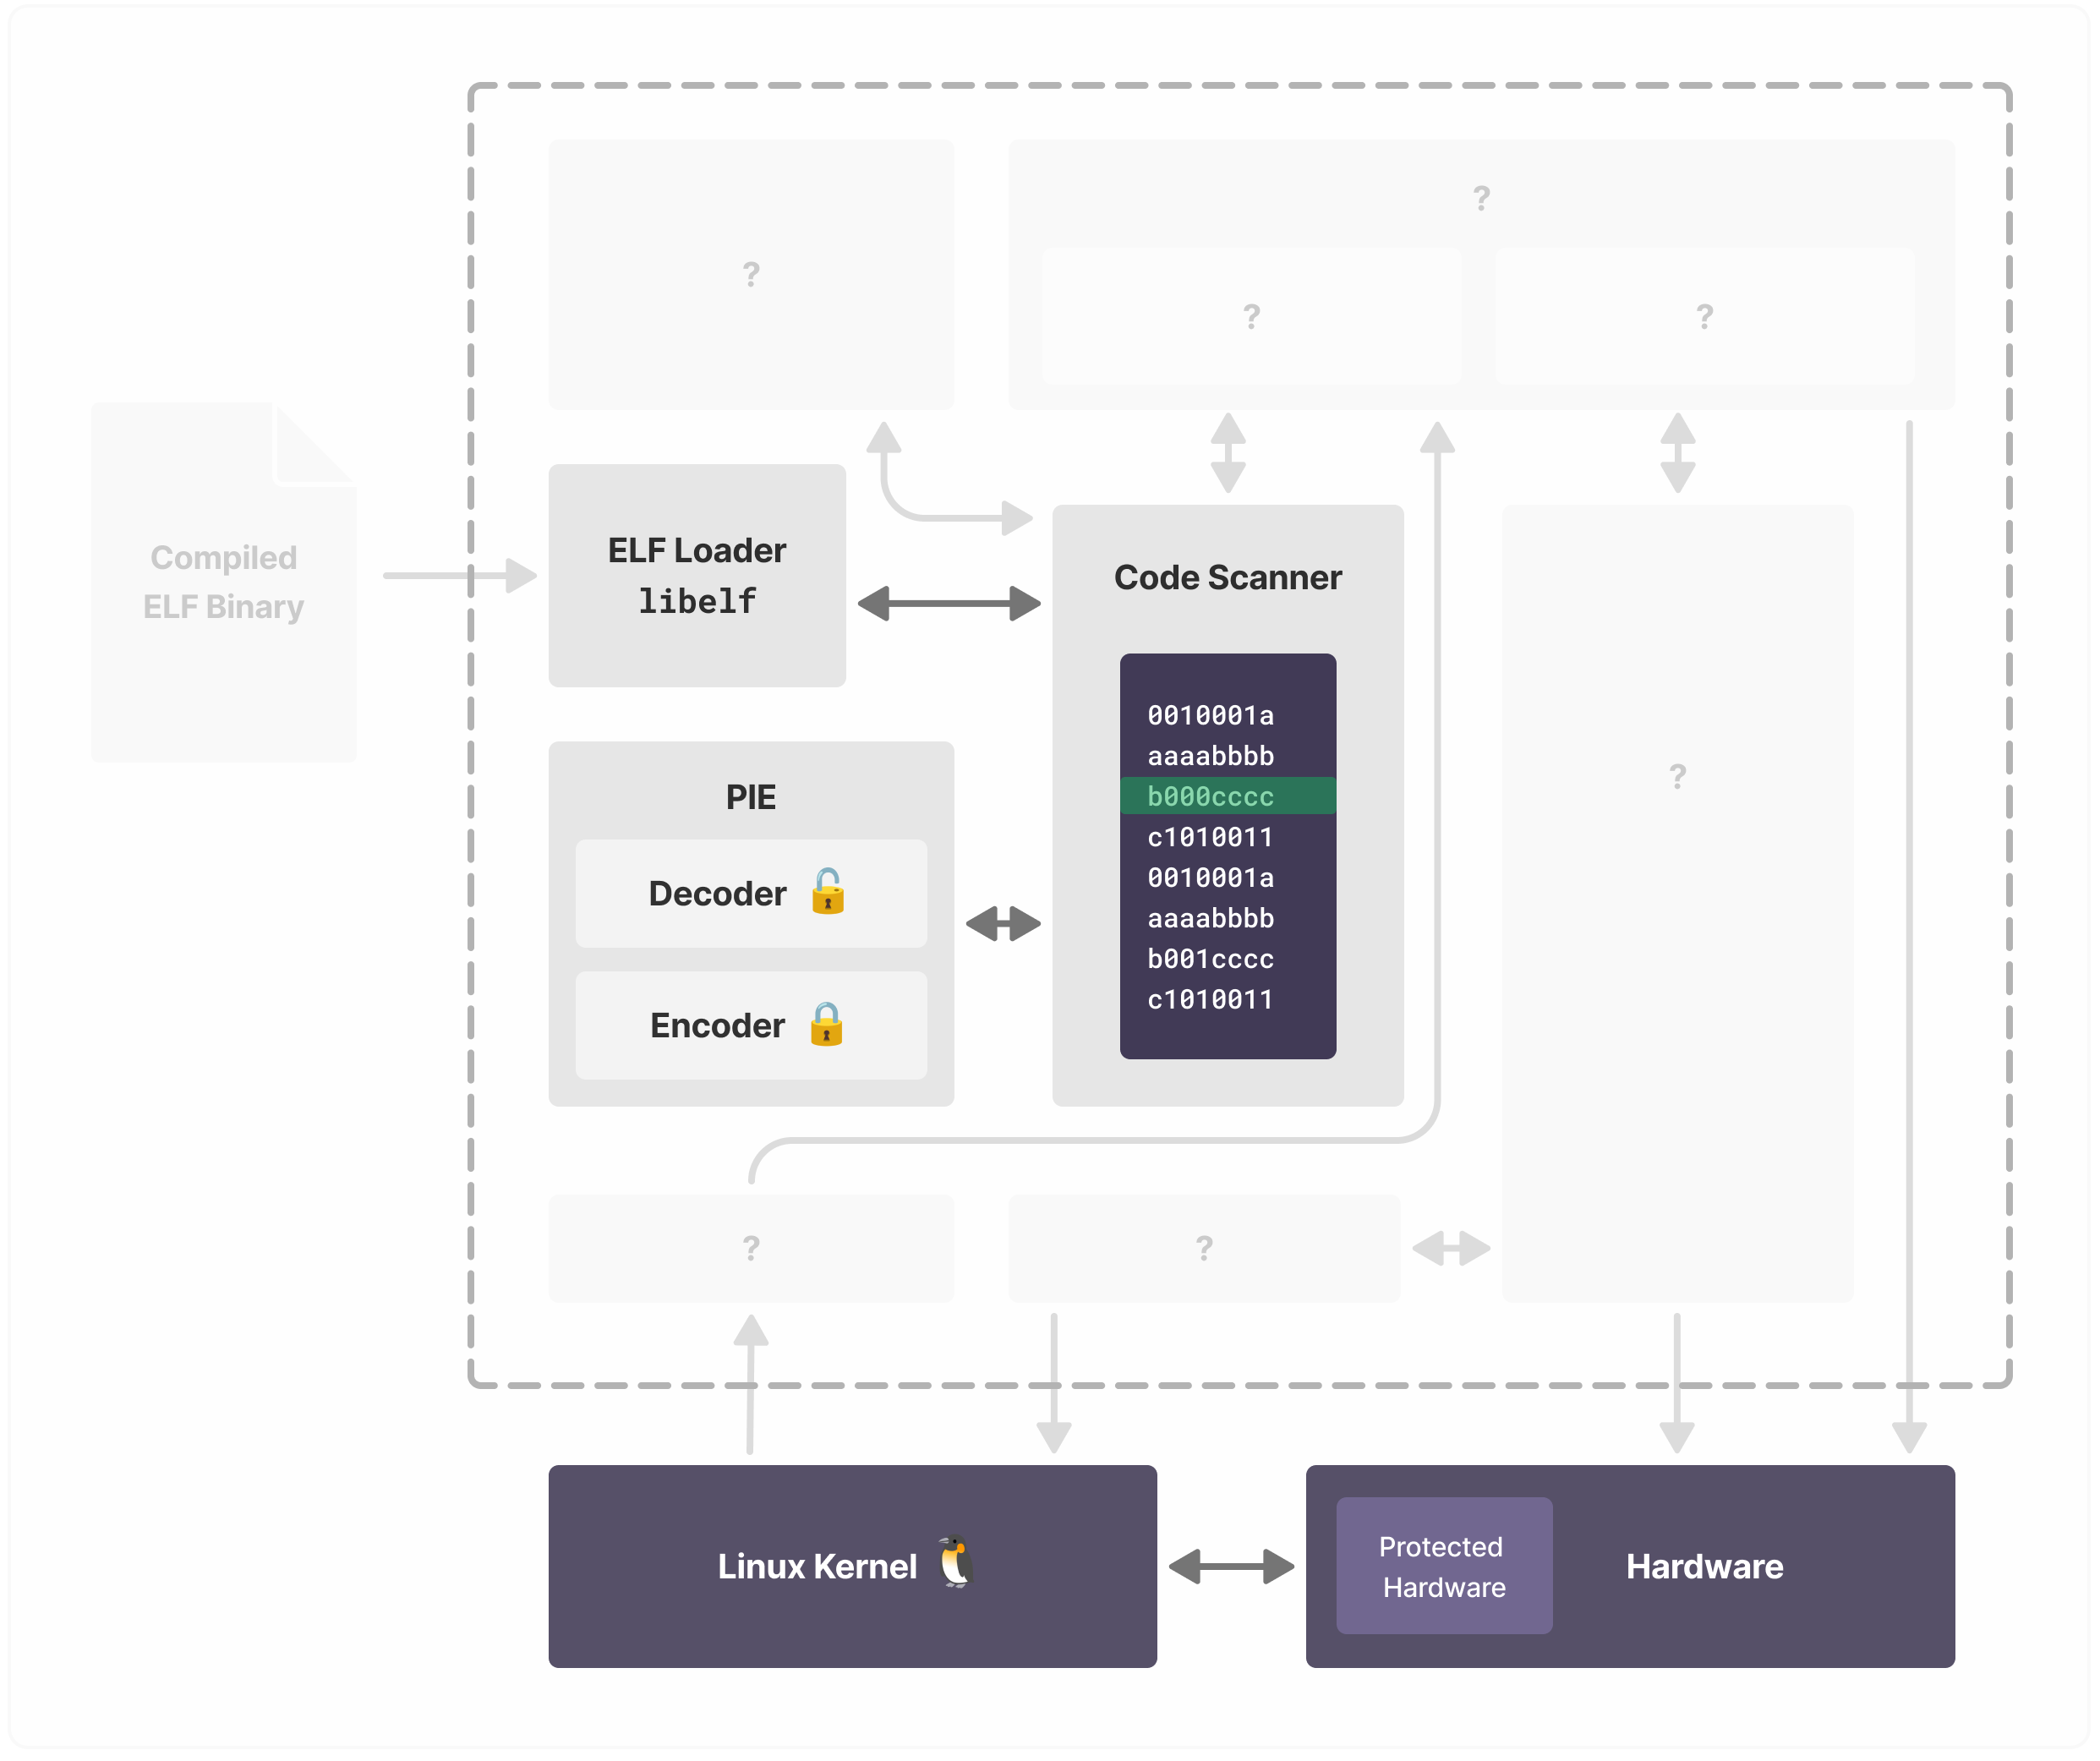 ?
?
?
?
Compiled
ELF Binary
ELF Loader
libelf
Code Scanner
0010001a
aaaabbbb
b000cccc
c1010011
0010001a
aaaabbbb
b001cccc
c1010011
?
PIE
Decoder
Encoder
?
?
Linux Kernel
Protected
Hardware
Hardware